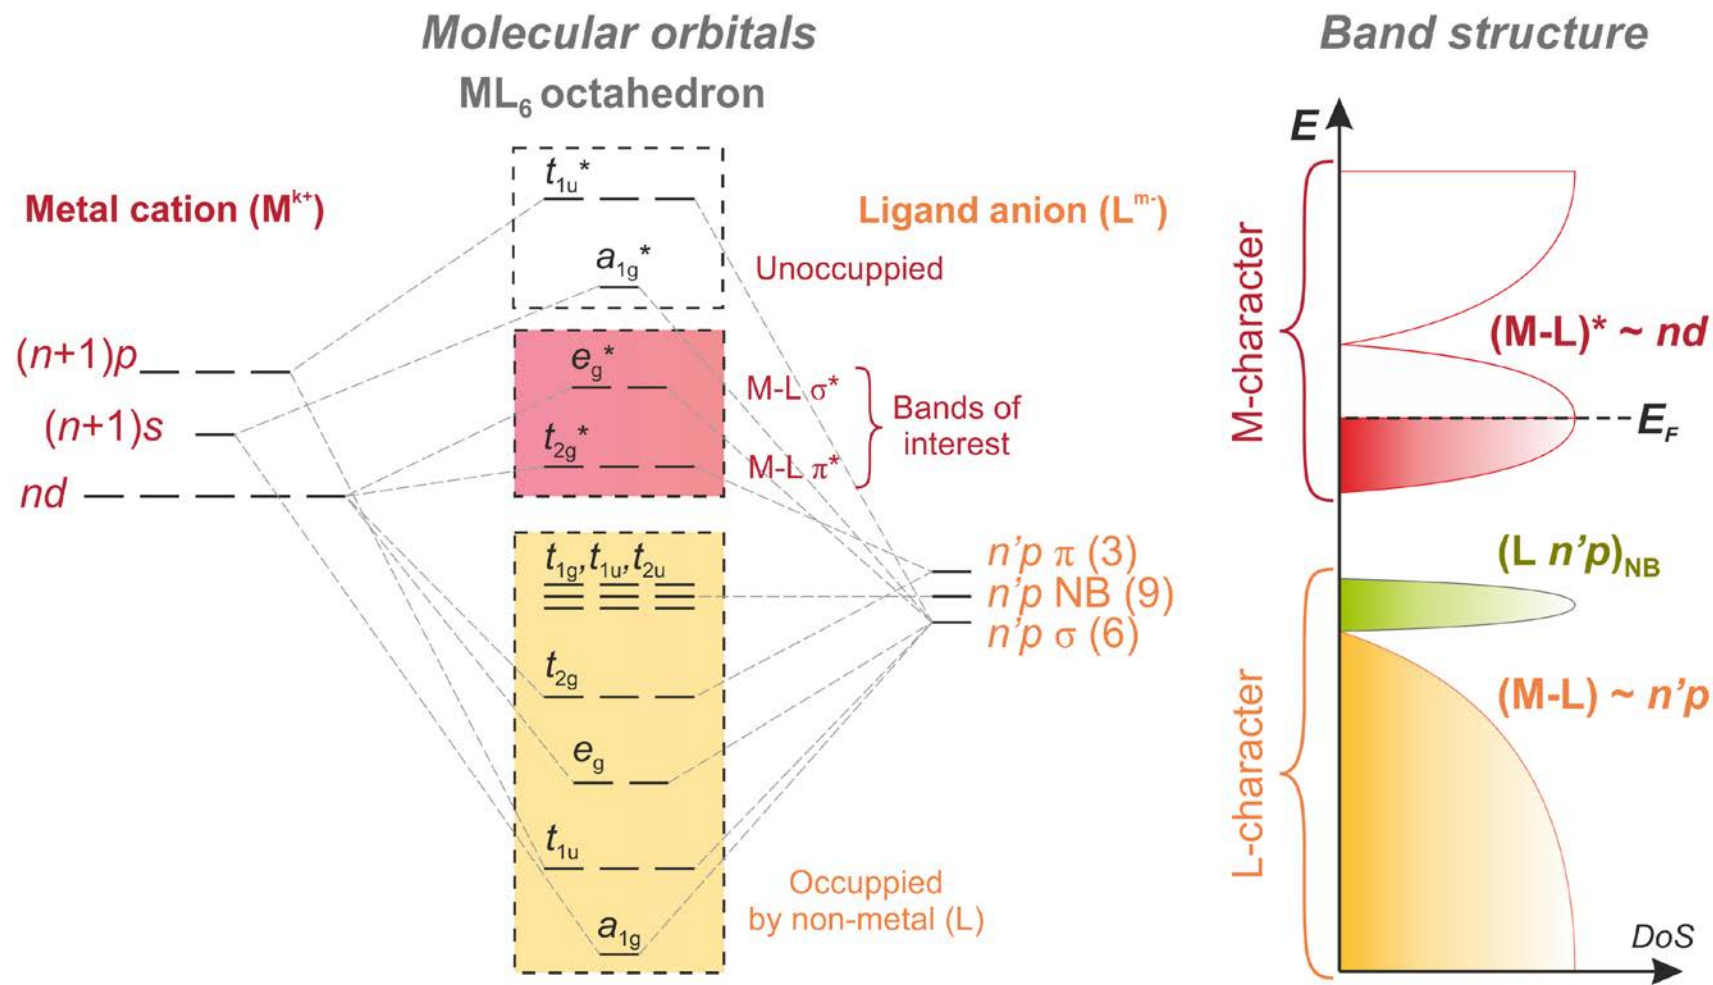 Molecular orbitals
ML6 octahedron
Metal cation (Mk+)
Ligand anion (Lm-)
t1u*
a1g*
Unoccuppied
(n+1)p
(n+1)s
nd
eg*
t2g*
M-L σ*
M-L π*
Bands of
interest
n'p π (3)
n'p NB (9)
n'p σ (6)
t1g,t1u,t2u
t2g
eg
t1u
a1g
Occuppied
by non-metal (L)
Band structure
E
M-character
(M-L)* ~ nd
EF
(L n'p)NB
L-character
(M-L) ~ n'p
DoS